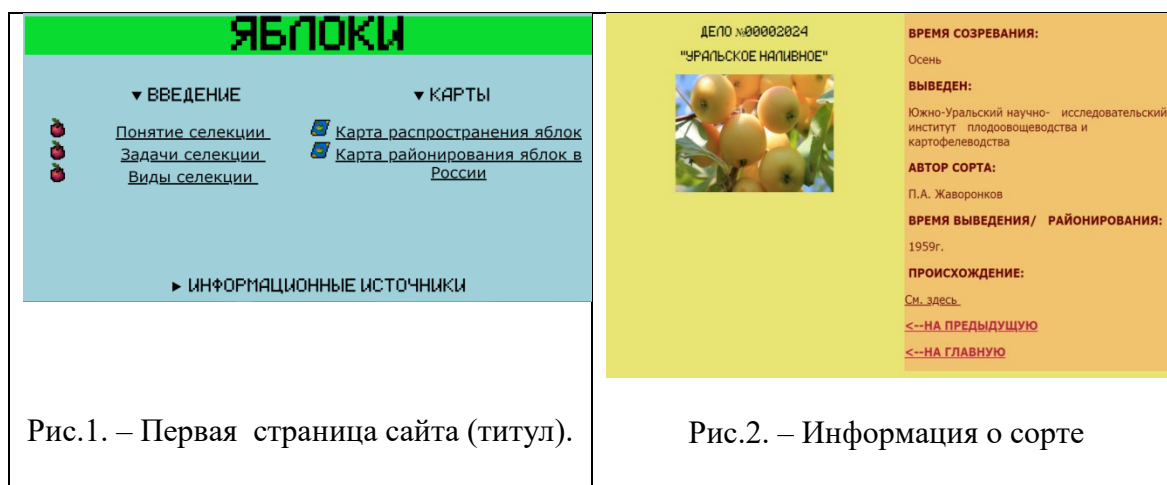 ЯБЛОКИ
▼ ВВЕДЕНИЕ
Понятие селекции
Задачи селекции
Виды селекции
▼ КАРТЫ
Карта распространения яблок
Карта районирования яблок в
России
► ИНФОРМАЦИОННЫЕ ИСТОЧНИКИ
Рис.1. – Первая страница сайта (титул).
ДЕЛО №00002024
"УРАЛЬСКОЕ НАЛИВНОЕ"
ВРЕМЯ СОЗРЕВАНИЯ:
Осень
ВЫВЕДЕН:
Южно-Уральский научно- исследовательский
институт плодоовощеводства и
картофелеводства
АВТОР СОРТА:
П.А. Жаворонков
ВРЕМЯ ВЫВЕДЕНИЯ/ РАЙОНИРОВАНИЯ:
1959г.
ПРОИСХОЖДЕНИЕ:
См. здесь
<--НА ПРЕДЫДУЩУЮ
<--НА ГЛАВНУЮ
Рис.2. – Информация о сорте